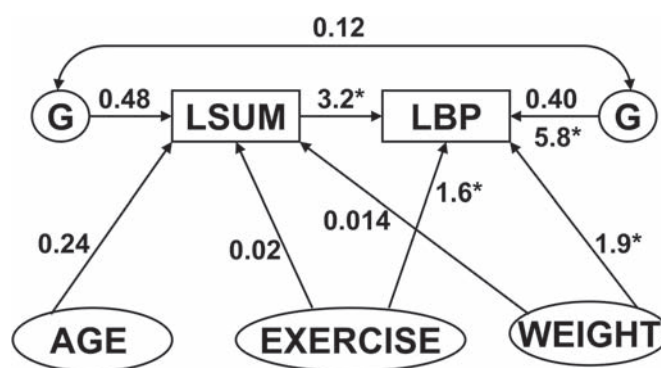 0.12
G 0.48 LSUM 3.2* LBP 0.40 G
5.8*
1.6*
0.24 0.02 0.014 1.9*
AGE EXERCISE WEIGHT